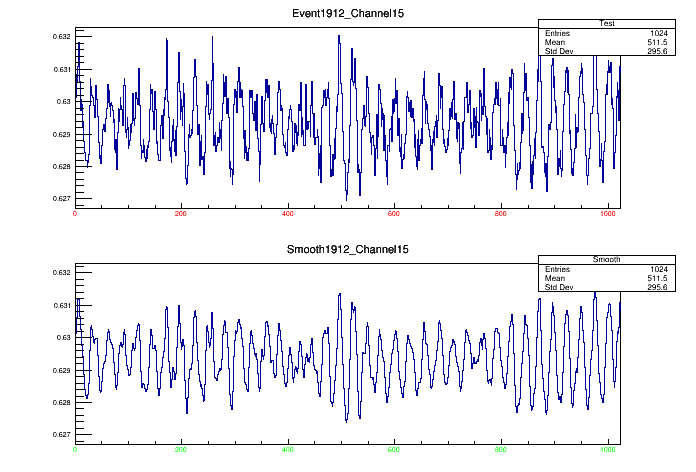 Event1912_Channel15
Test
Entries 1024
Mean 511.5
Std Dev 295.6
0.632
0.631
0.63
0.629
0.628
0.627
0 200 400 600 800 1000
Smooth1912_Channel15
Smooth
Entries 1024
Mean 511.5
Std Dev 295.6
0.632
0.631
0.63
0.629
0.628
0.627
0 200 400 600 800 1000